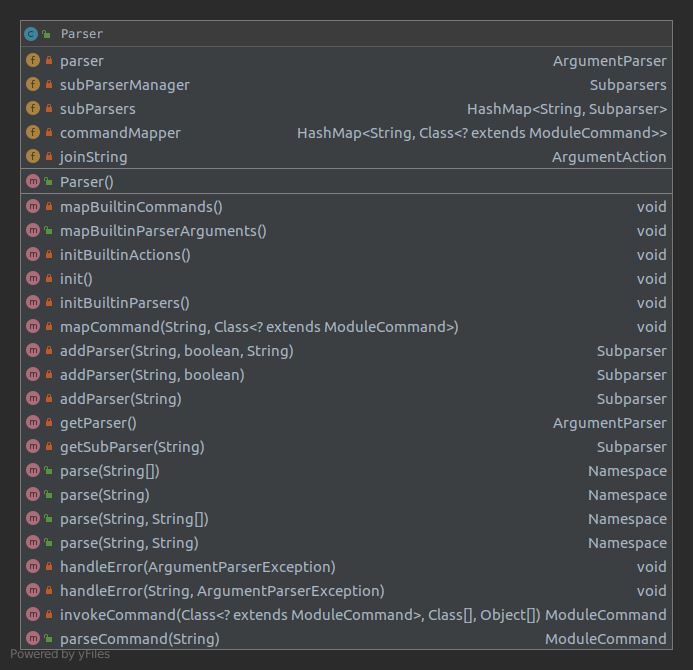 Parser
parser ArgumentParser
subParserManager Subparsers
subParsers HashMap<String, Subparser>
commandMapper HashMap<String, Class<? extends ModuleCommand>>
joinString ArgumentAction
Parser()
mapBuiltinCommands() void
mapBuiltinParserArguments() void
initBuiltinActions() void
init() void
initBuiltinParsers() void
mapCommand(String, Class<? extends ModuleCommand>) void
addParser(String, boolean, String) Subparser
addParser(String, boolean) Subparser
addParser(String) Subparser
getParser() ArgumentParser
getSubParser(String) Subparser
parse(String[]) Namespace
parse(String) Namespace
parse(String, String[]) Namespace
parse(String, String) Namespace
handleError(ArgumentParserException) void
handleError(String, ArgumentParserException) void
invokeCommand(Class<? extends ModuleCommand>, Class[], Object[]) ModuleCommand
parseCommand(String) ModuleCommand
Powered by yFiles